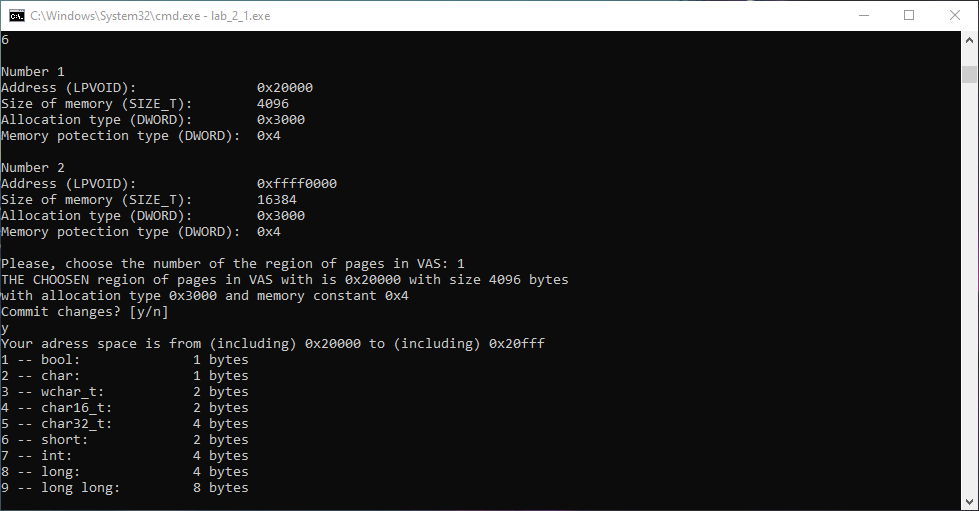 C:\Windows\System32\cmd.exe - lab_2_1.exe
6
Number 1
Address (LPVOID): 0x20000
Size of memory (SIZE_T): 4096
Allocation type (DWORD): 0x3000
Memory potection type (DWORD): 0x4
Number 2
Address (LPVOID): 0xffff0000
Size of memory (SIZE_T): 16384
Allocation type (DWORD): 0x3000
Memory potection type (DWORD): 0x4
Please, choose the number of the region of pages in VAS: 1
THE CHOOSEN region of pages in VAS with is 0x20000 with size 4096 bytes
with allocation type 0x3000 and memory constant 0x4
Commit changes? [y/n]
y
Your adress space is from (including) 0x20000 to (including) 0x20fff
1 -- bool: 1 bytes
2 -- char: 1 bytes
3 -- wchar_t: 2 bytes
4 -- char16_t: 2 bytes
5 -- char32_t: 4 bytes
6 -- short: 2 bytes
7 -- int: 4 bytes
8 -- long: 4 bytes
9 -- long long: 8 bytes